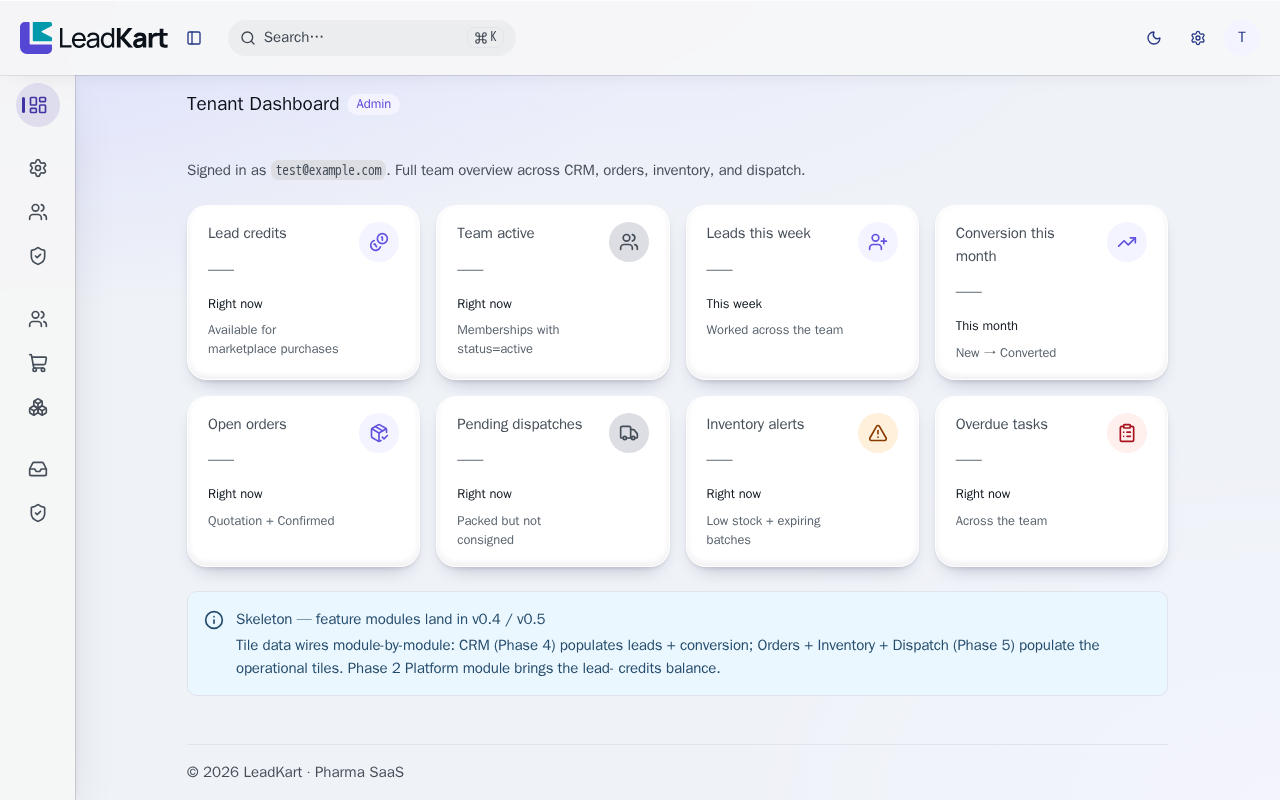 LeadKart
Search⋯
⌘K
T
Tenant Dashboard
Admin
Signed in as test@example.com. Full team overview across CRM, orders, inventory, and dispatch.
Lead credits
—
Right now
Available for
marketplace purchases
Team active
—
Right now
Memberships with
status=active
Leads this week
—
This week
Worked across the team
Conversion this
month
—
This month
New → Converted
Open orders
—
Right now
Quotation + Confirmed
Pending dispatches
—
Right now
Packed but not
consigned
Inventory alerts
—
Right now
Low stock + expiring
batches
Overdue tasks
—
Right now
Across the team
Skeleton — feature modules land in v0.4 / v0.5
Tile data wires module-by-module: CRM (Phase 4) populates leads + conversion; Orders + Inventory + Dispatch (Phase 5) populate the
operational tiles. Phase 2 Platform module brings the lead- credits balance.
© 2026 LeadKart · Pharma SaaS